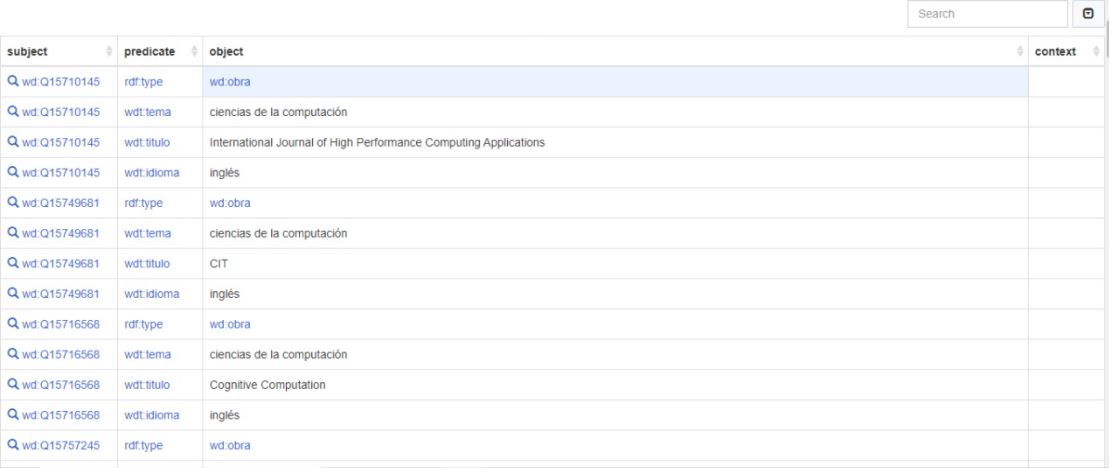 Search
subject predicate object context
wd:Q15710145 rdf:type wd:obra
wd:Q15710145 wdt:tema ciencias de la computación
wd:Q15710145 wdt:titulo International Journal of High Performance Computing Applications
wd:Q15710145 wdt:idioma inglés
wd:Q15749681 rdf:type wd:obra
wd:Q15749681 wdt:tema ciencias de la computación
wd:Q15749681 wdt:titulo CIT
wd:Q15749681 wdt:idioma inglés
wd:Q15716568 rdf:type wd:obra
wd:Q15716568 wdt:tema ciencias de la computación
wd:Q15716568 wdt:titulo Cognitive Computation
wd:Q15716568 wdt:idioma inglés
wd:Q15757245 rdf:type wd:obra